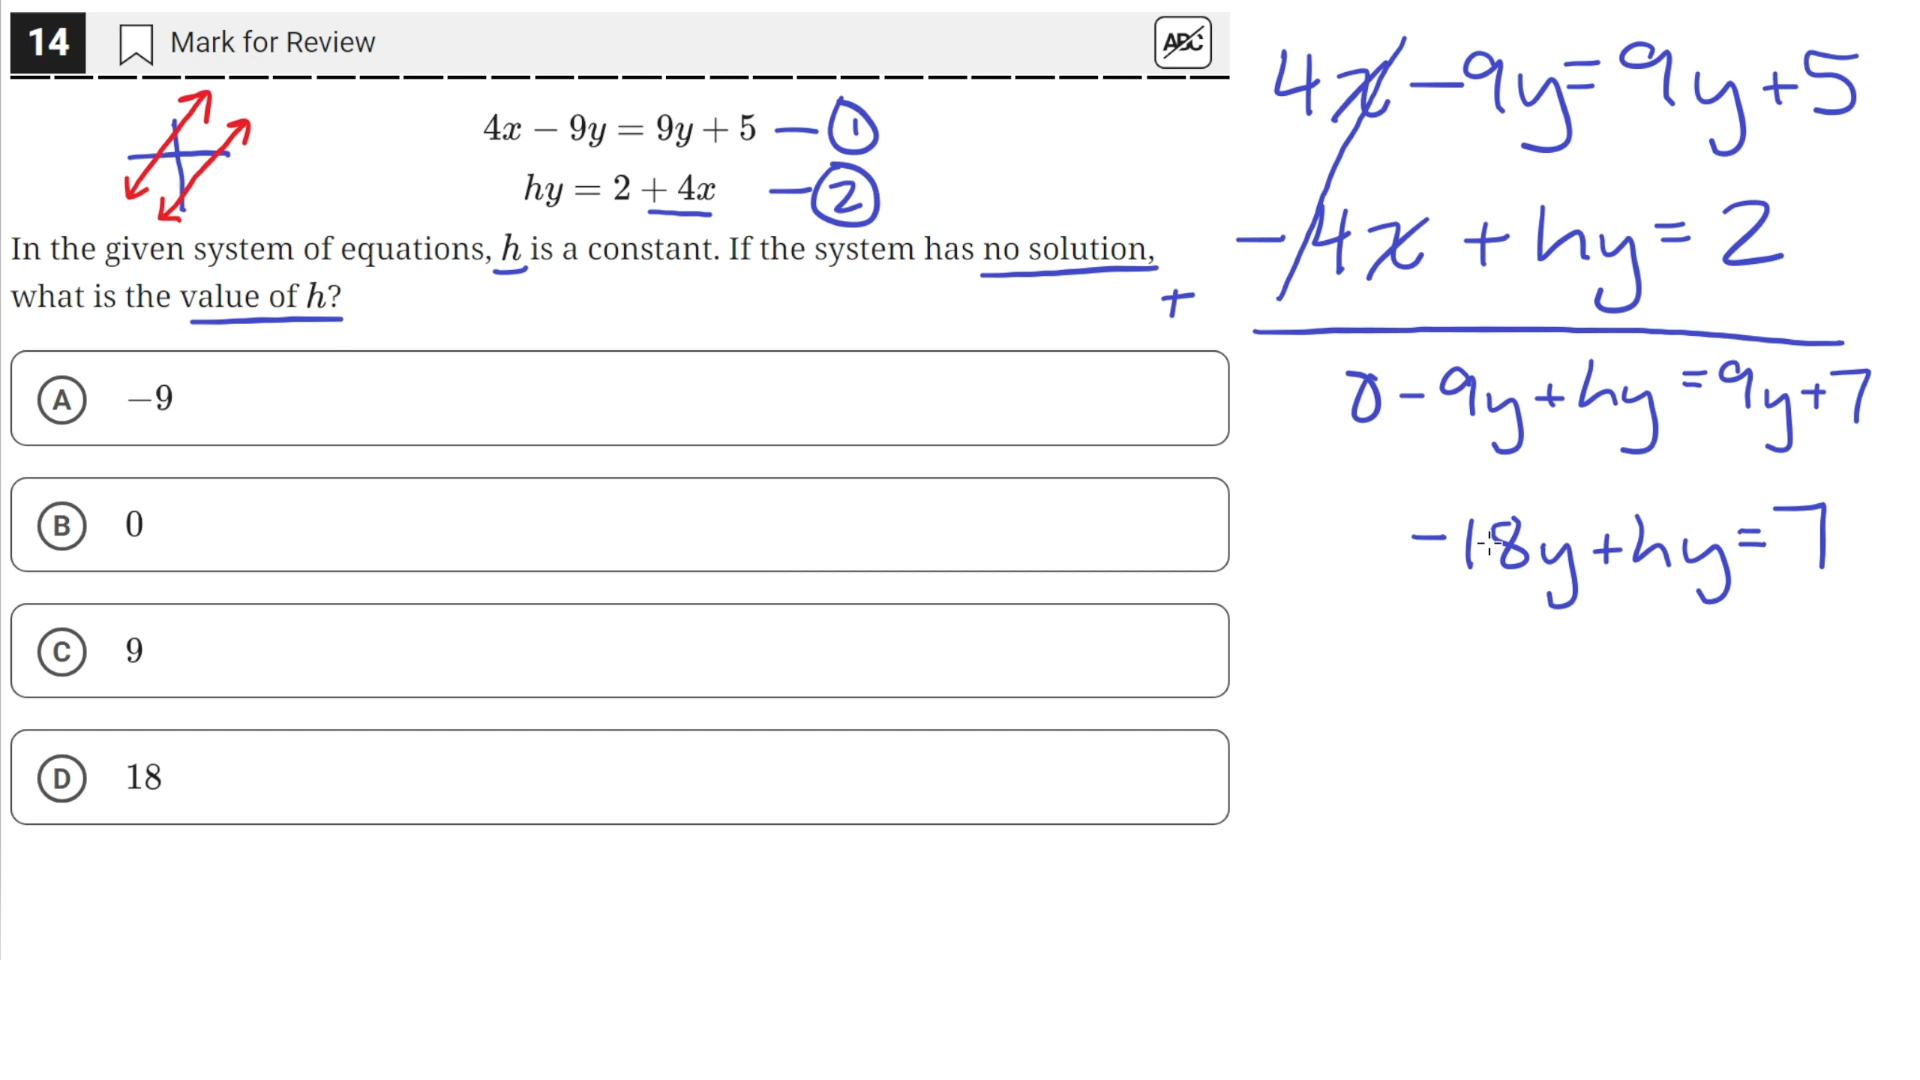 14 Mark for Review ABC
4x − 9y = 9y + 5 — ①
hy = 2 + 4x — ②
In the given system of equations, h is a constant. If the system has no solution,
what is the value of h?
A −9
B 0
C 9
D 18
4x − 9y = 9y + 5
−4x + hy = 2
+
0 − 9y + hy = 9y + 7
−18y + hy = 7